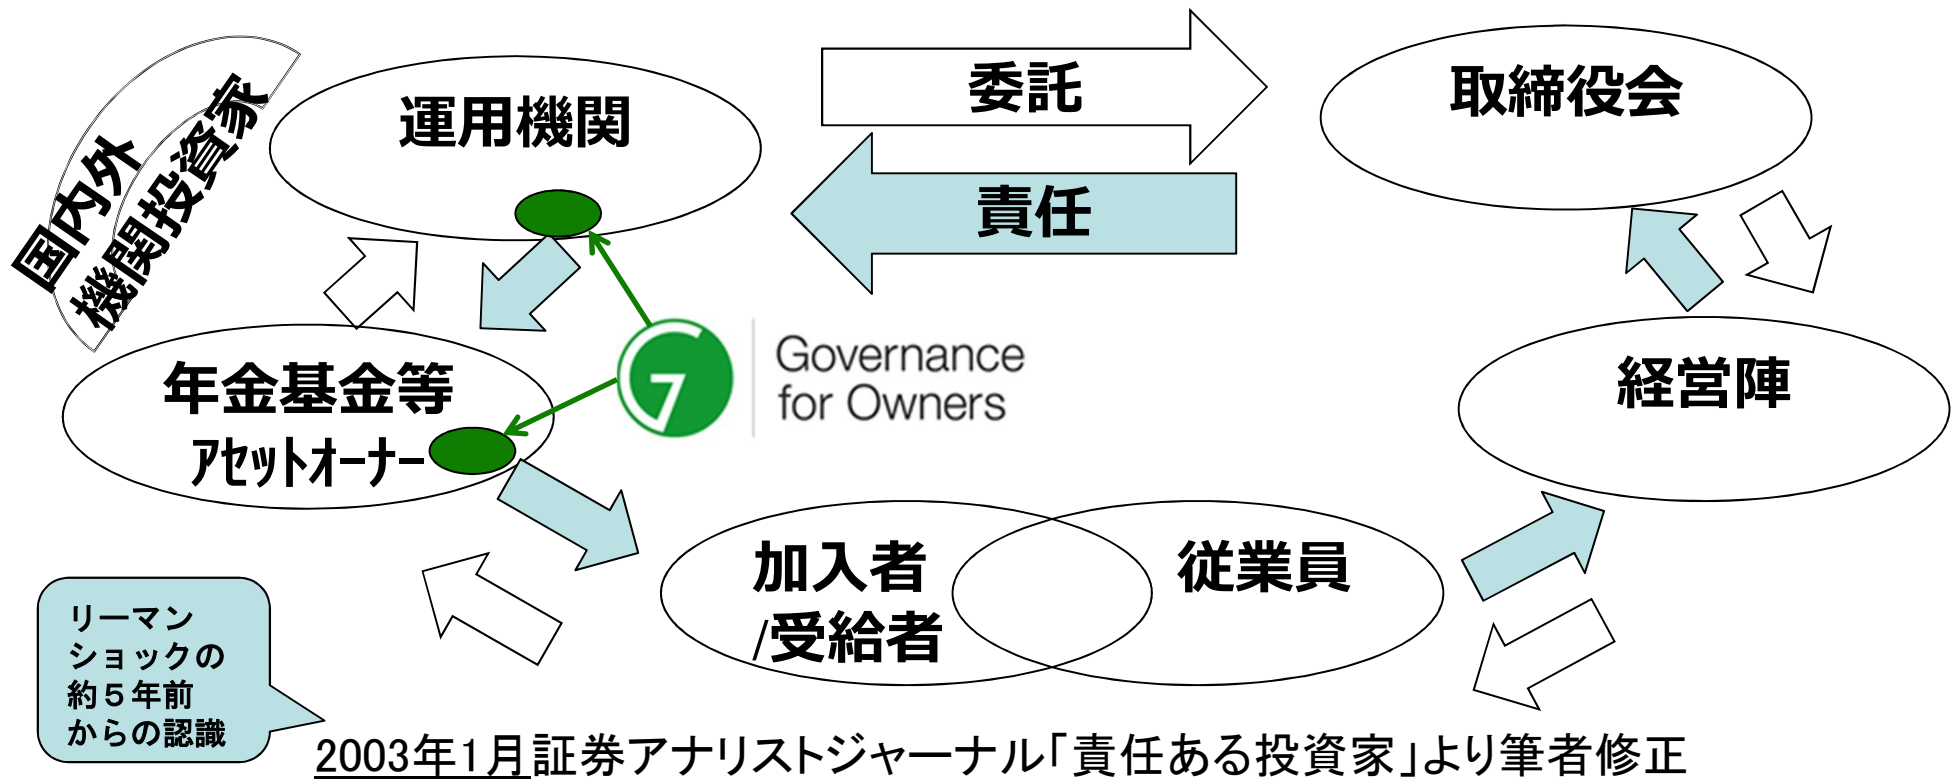 国内外
機関投資家
運用機関
委託
取締役会
責任
Governance
for Owners
年金基金等
ｱｾｯﾄｵｰﾅｰ
経営陣
加入者
/受給者
従業員
リーマン
ショックの
約５年前
からの認識
2003年1月証券アナリストジャーナル「責任ある投資家」より筆者修正